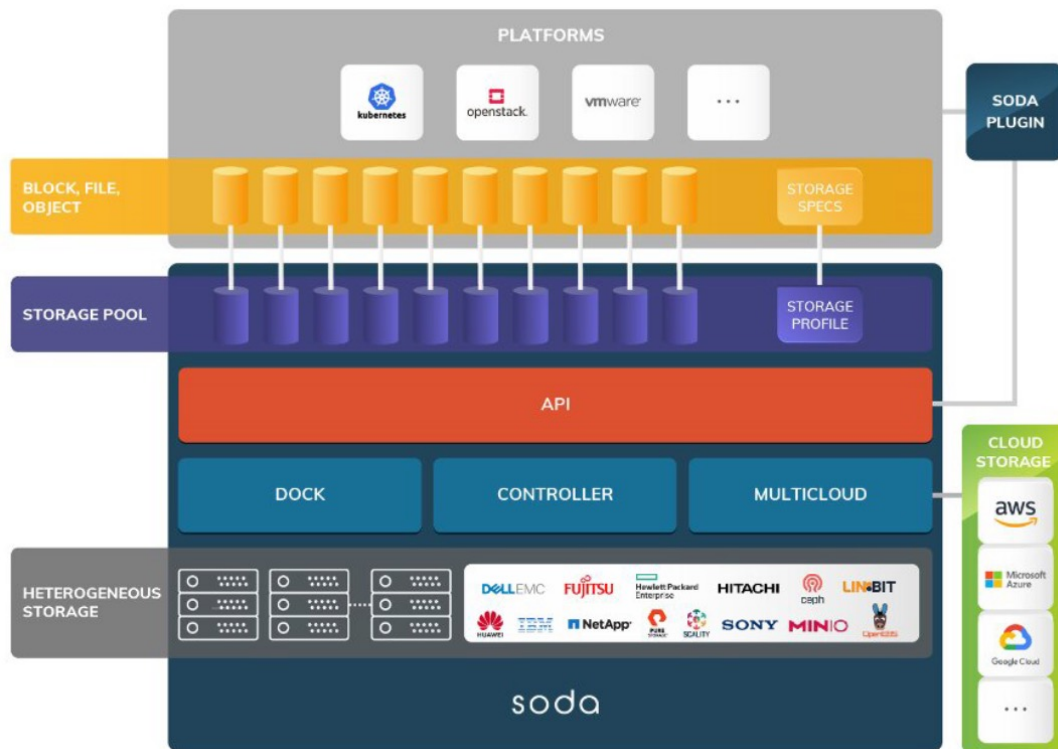 PLATFORMS
kubernetes
openstack.
vmware
...
SODA
PLUGIN
BLOCK, FILE,
OBJECT
STORAGE
SPECS
STORAGE POOL
STORAGE
PROFILE
API
DOCK
CONTROLLER
MULTICLOUD
CLOUD
STORAGE
aws
Microsoft
Azure
Google Cloud
...
HETEROGENEOUS
STORAGE
DELLEMC
FUJITSU
Hewlett Packard
Enterprise
HITACHI
ceph
LINBIT
HUAWEI
IBM
NetApp
PURE
STORAGE
SCALITY
SONY
MINIO
OpenEBS
soda